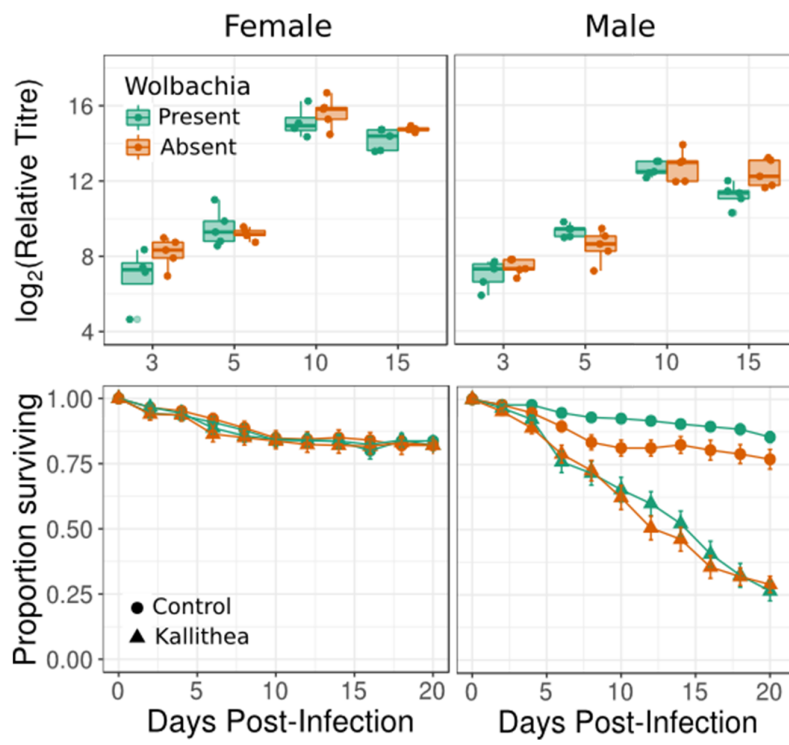 Female Male
Wolbachia
Present
Absent
log₂(Relative Titre)
16
12
8
4
3 5 10 15 3 5 10 15
Proportion surviving
1.00
0.75
0.50
0.25
0.00
Control
Kallithea
0 5 10 15 20 0 5 10 15 20
Days Post-Infection Days Post-Infection